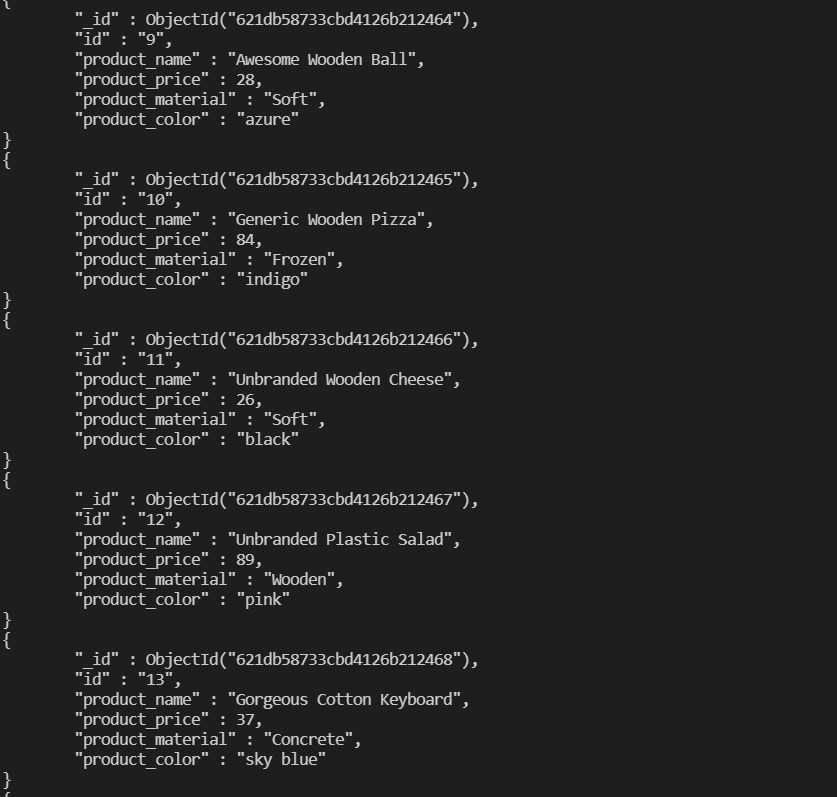 {
"_id" : ObjectId("621db58733cbd4126b212464"),
"id" : "9",
"product_name" : "Awesome Wooden Ball",
"product_price" : 28,
"product_material" : "Soft",
"product_color" : "azure"
}
{
"_id" : ObjectId("621db58733cbd4126b212465"),
"id" : "10",
"product_name" : "Generic Wooden Pizza",
"product_price" : 84,
"product_material" : "Frozen",
"product_color" : "indigo"
}
{
"_id" : ObjectId("621db58733cbd4126b212466"),
"id" : "11",
"product_name" : "Unbranded Wooden Cheese",
"product_price" : 26,
"product_material" : "Soft",
"product_color" : "black"
}
{
"_id" : ObjectId("621db58733cbd4126b212467"),
"id" : "12",
"product_name" : "Unbranded Plastic Salad",
"product_price" : 89,
"product_material" : "Wooden",
"product_color" : "pink"
}
{
"_id" : ObjectId("621db58733cbd4126b212468"),
"id" : "13",
"product_name" : "Gorgeous Cotton Keyboard",
"product_price" : 37,
"product_material" : "Concrete",
"product_color" : "sky blue"
}
{